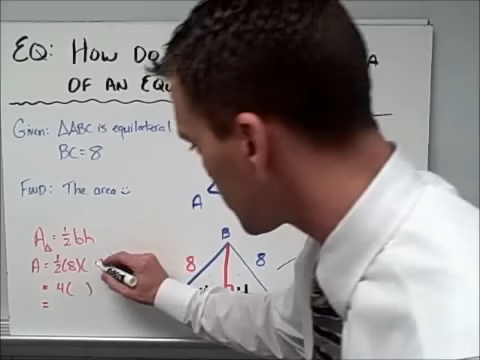 EQ: HOW DO A
OF AN EQU
GIVEN: △ABC is equilateral
BC = 8
FIND: The area ☺
A△ = ½bh
A = ½(8)(
= 4( )
=
A
B
8 8